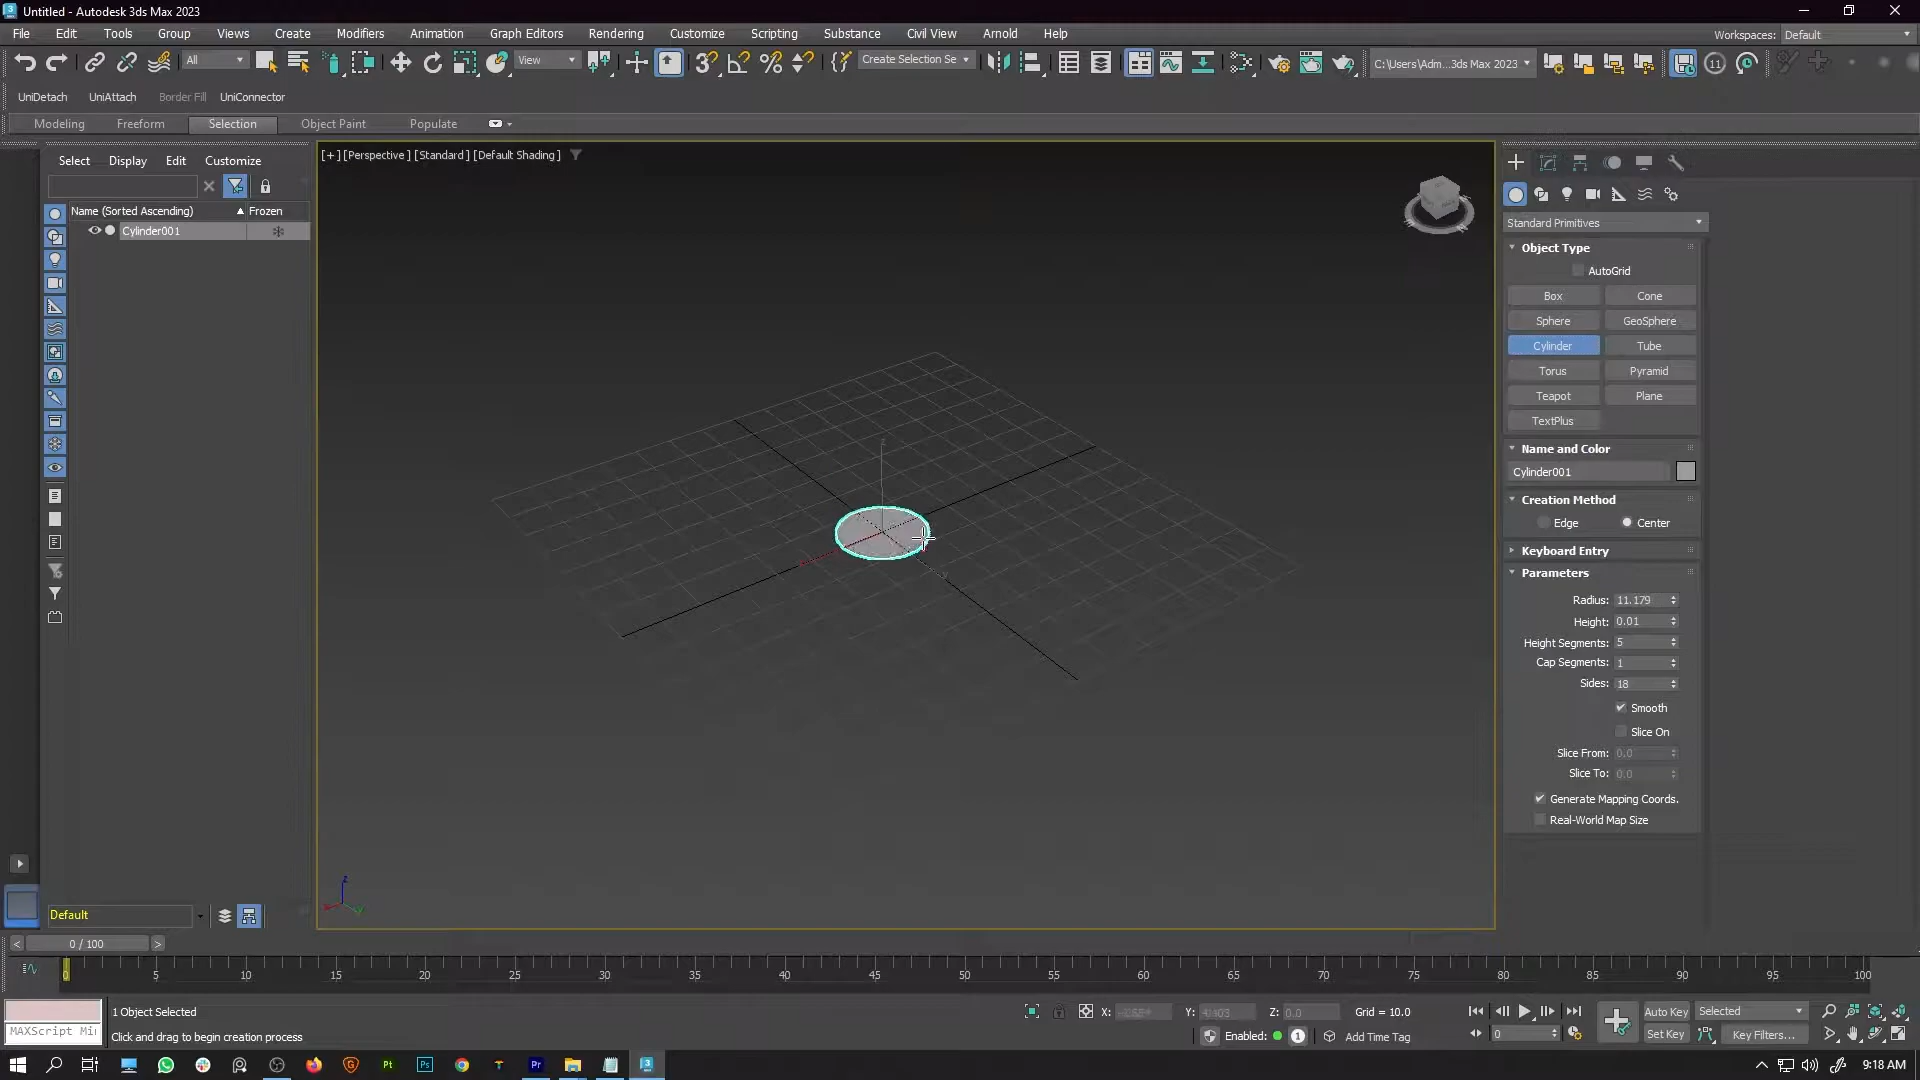 Untitled - Autodesk 3ds Max 2023
File Edit Tools Group Views Create Modifiers Animation Graph Editors Rendering Customize Scripting Substance Civil View Arnold Help
Workspaces: Default
All
View
Create Selection Se
C:\Users\Adm...3ds Max 2023
11
UniDetach UniAttach Border Fill UniConnector
Modeling Freeform Selection Object Paint Populate
Select Display Edit Customize
[+] [Perspective ] [Standard ] [Default Shading ]
Name (Sorted Ascending) Frozen
Cylinder001
Standard Primitives
Object Type
AutoGrid
Box Cone
Sphere GeoSphere
Cylinder Tube
Torus Pyramid
Teapot Plane
TextPlus
Name and Color
Cylinder001
Creation Method
Edge Center
Keyboard Entry
Parameters
Radius: 11.179
Height: 0.01
Height Segments: 5
Cap Segments: 1
Sides: 18
Smooth
Slice On
Slice From: 0.0
Slice To: 0.0
Generate Mapping Coords.
Real-World Map Size
Default
< 0 / 100 >
0 5 10 15 20 25 30 35 40 45 50 55 60 65 70 75 80 85 90 95 100
1 Object Selected
X: Y: Z: 0.0 Grid = 10.0
Auto Key Selected
MAXScript Mi
Click and drag to begin creation process
Enabled: 1 Add Time Tag
0
Set Key Key Filters...
9:18 AM